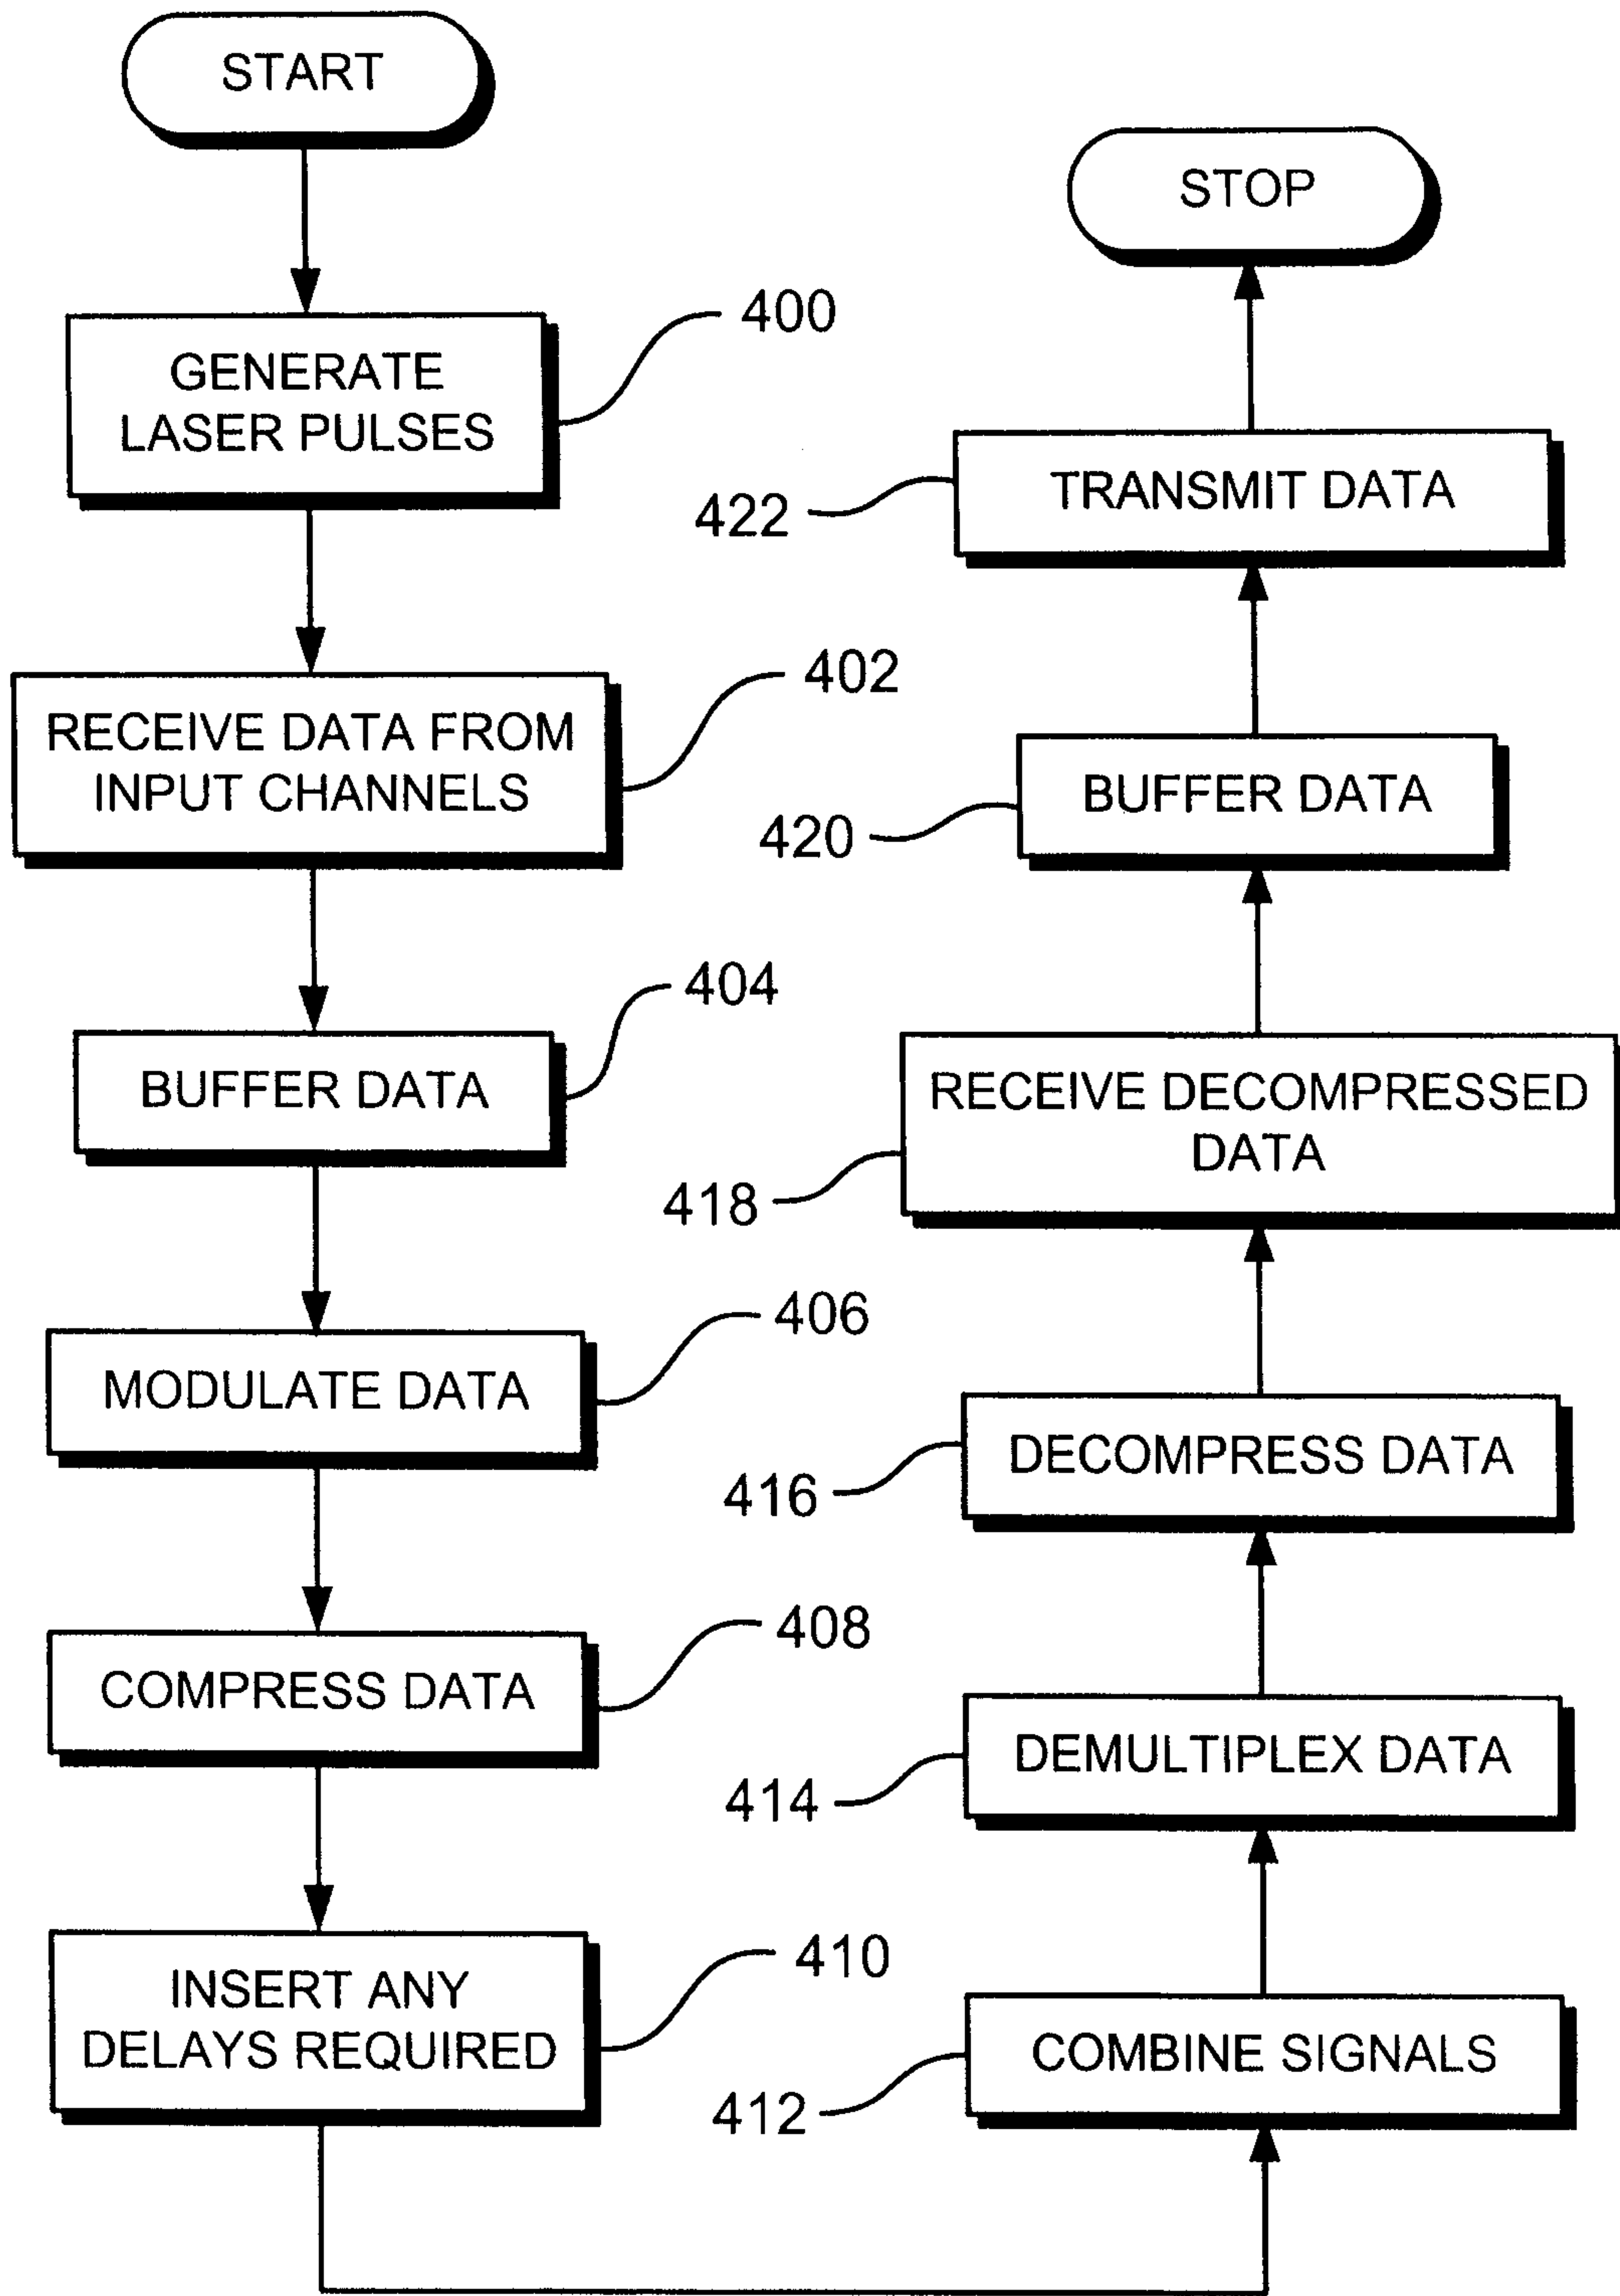 START
GENERATE
LASER PULSES
400
RECEIVE DATA FROM
INPUT CHANNELS
402
BUFFER DATA
404
MODULATE DATA
406
COMPRESS DATA
408
INSERT ANY
DELAYS REQUIRED
410
COMBINE SIGNALS
412
DEMULTIPLEX DATA
414
DECOMPRESS DATA
416
RECEIVE DECOMPRESSED
DATA
418
BUFFER DATA
420
TRANSMIT DATA
422
STOP